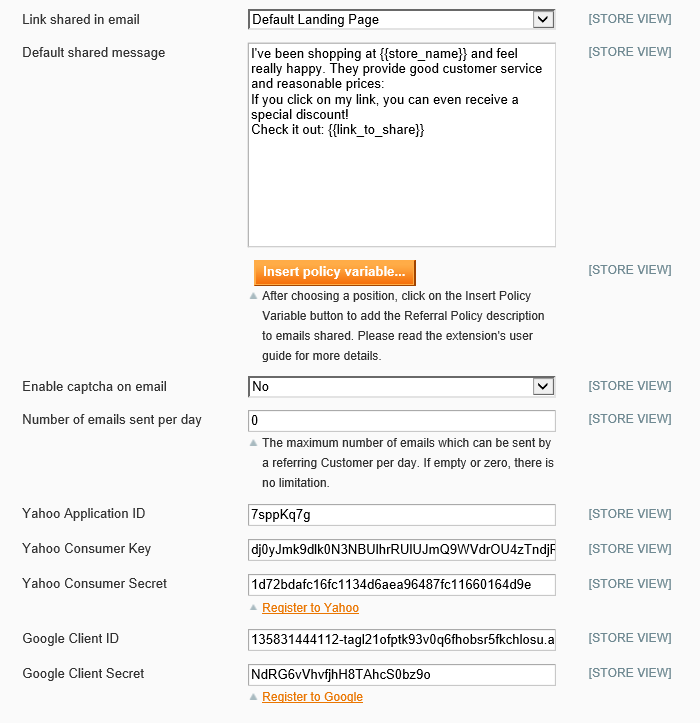 Link shared in email Default Landing Page [STORE VIEW]
Default shared message [STORE VIEW]
I've been shopping at {{store_name}} and feel
really happy. They provide good customer service
and reasonable prices:
If you click on my link, you can even receive a
special discount!
Check it out: {{link_to_share}}
Insert policy variable... [STORE VIEW]
After choosing a position, click on the Insert Policy
Variable button to add the Referral Policy description
to emails shared. Please read the extension's user
guide for more details.
Enable captcha on email No [STORE VIEW]
Number of emails sent per day 0 [STORE VIEW]
The maximum number of emails which can be sent by
a referring Customer per day. If empty or zero, there is
no limitation.
Yahoo Application ID 7sppKq7g [STORE VIEW]
Yahoo Consumer Key [STORE VIEW]
Yahoo Consumer Secret 1d72bdafc16fc1134d6aea96487fc11660164d9e [STORE VIEW]
Register to Yahoo
Google Client ID 135831444112-tagl21ofptk93v0q6fhobsr5fkchlosu.a [STORE VIEW]
Google Client Secret NdRG6vVhvfjhH8TAhcS0bz9o [STORE VIEW]
Register to Google